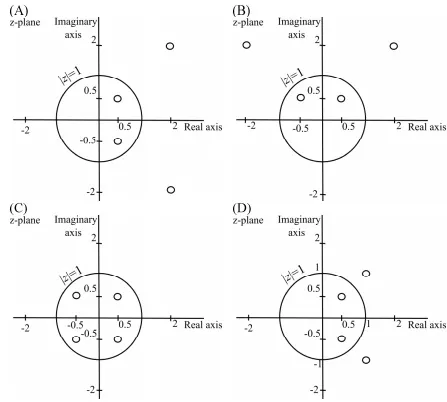 (A)
z-plane Imaginary
axis
2
|z|=1
0.5
-2 0.5 2 Real axis
-0.5
-2
(B)
z-plane Imaginary
axis
2
|z|=1
0.5
-2 -0.5 0.5 2 Real axis
-2
(C)
z-plane Imaginary
axis
2
|z|=1
0.5
-2 -0.5 0.5 2 Real axis
-0.5
-2
(D)
z-plane Imaginary
axis
2
|z|=1 1
0.5
-2 0.5 1 2 Real axis
-0.5
-1
-2